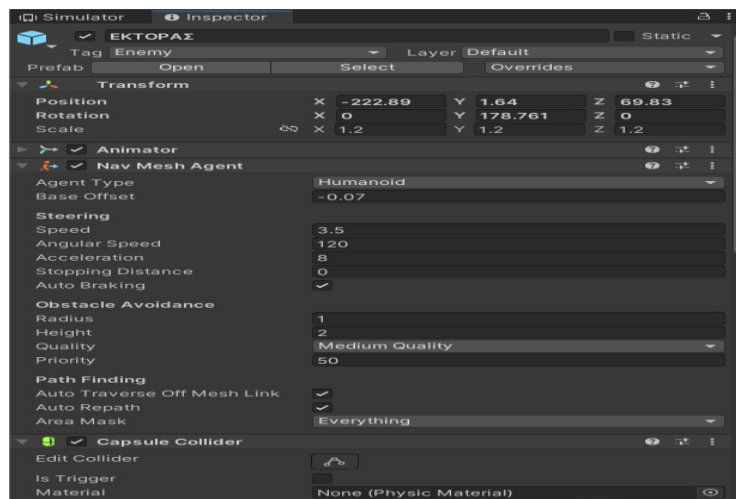 Simulator Inspector
ΕΚΤΟΡΑΣ Static
Tag Enemy Layer Default
Prefab Open Select Overrides
Transform
Position X -222.89 Y 1.64 Z 69.83
Rotation X 0 Y 178.761 Z 0
Scale X 1.2 Y 1.2 Z 1.2
Animator
Nav Mesh Agent
Agent Type Humanoid
Base Offset -0.07
Steering
Speed 3.5
Angular Speed 120
Acceleration 8
Stopping Distance 0
Auto Braking
Obstacle Avoidance
Radius 1
Height 2
Quality Medium Quality
Priority 50
Path Finding
Auto Traverse Off Mesh Link
Auto Repath
Area Mask Everything
Capsule Collider
Edit Collider
Is Trigger
Material None (Physic Material)